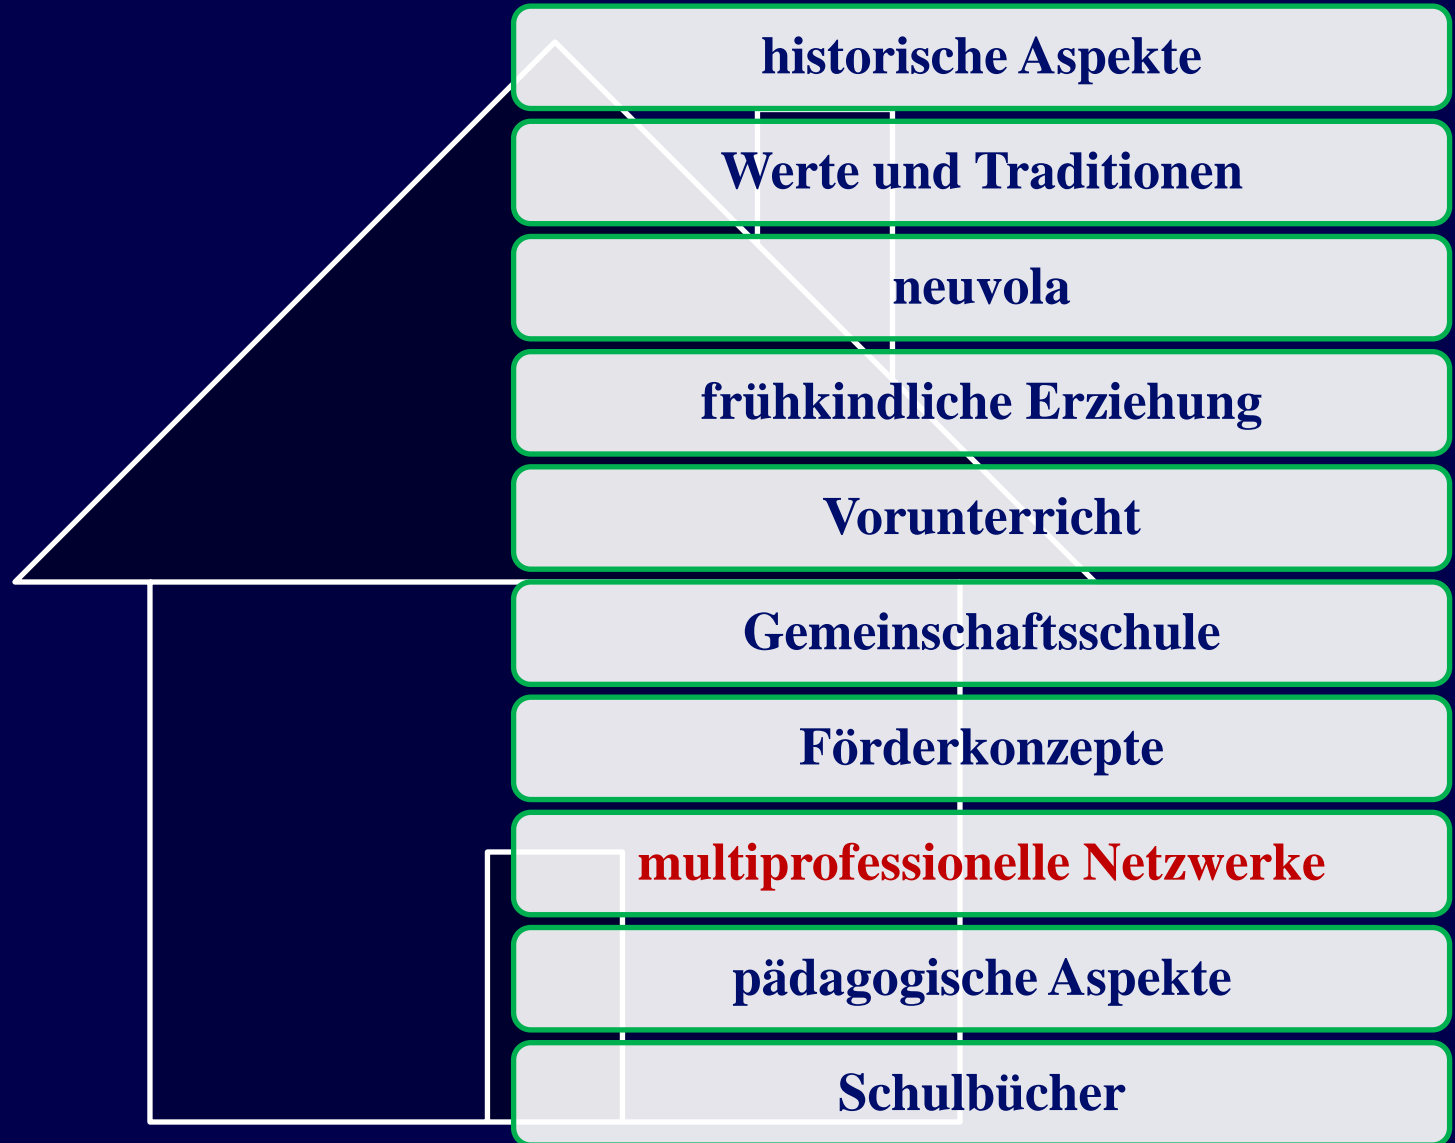 historische Aspekte
Werte und Traditionen
neuvola
frühkindliche Erziehung
Vorunterricht
Gemeinschaftsschule
Förderkonzepte
multiprofessionelle Netzwerke
pädagogische Aspekte
Schulbücher